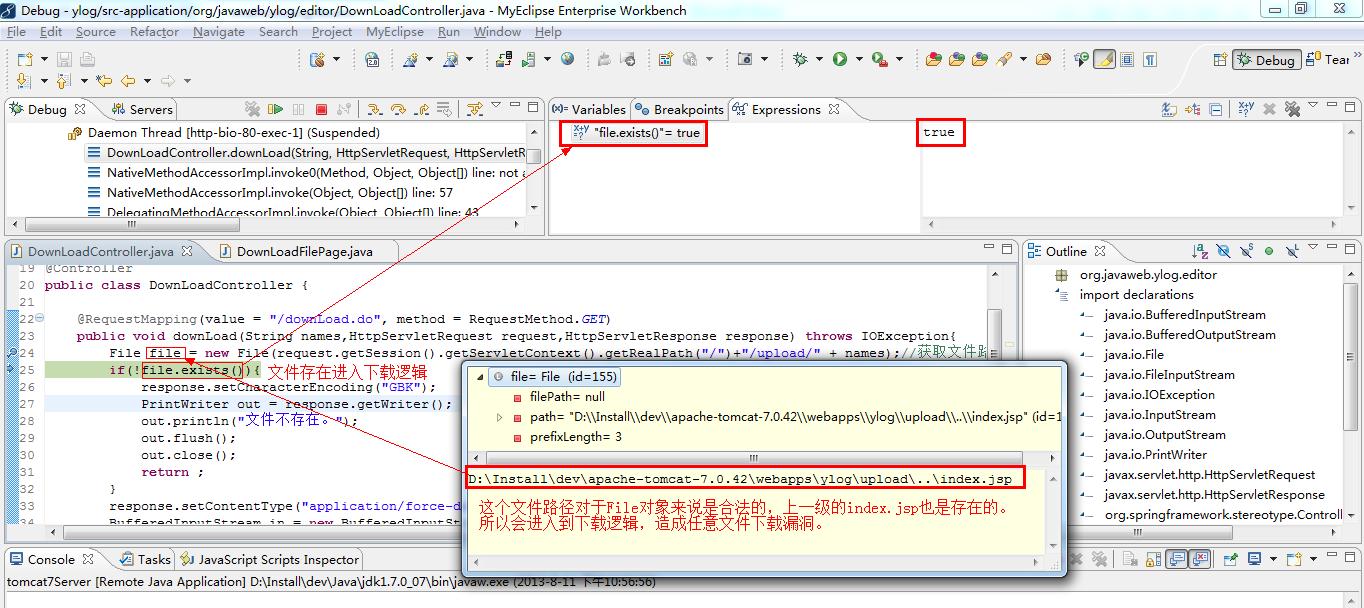 Debug - ylog/src-application/org/javaweb/ylog/editor/DownLoadController.java - MyEclipse Enterprise Workbench
File Edit Source Refactor Navigate Search Project MyEclipse Run Window Help
Debug Tear
Debug Servers
Daemon Thread [http-bio-80-exec-1] (Suspended)
DownLoadController.downLoad(String, HttpServletRequest, HttpServletR
NativeMethodAccessorImpl.invoke0(Method, Object, Object[]) line: not a
NativeMethodAccessorImpl.invoke(Object, Object[]) line: 57
DelegatingMethodAccessorImpl.invoke(Object, Object[]) line: 43
(x)= Variables Breakpoints Expressions
"file.exists()"= true
true
DownLoadController.java DownLoadFilePage.java
19 @Controller
20 public class DownLoadController {
21
22 @RequestMapping(value = "/downLoad.do", method = RequestMethod.GET)
23 public void downLoad(String names,HttpServletRequest request,HttpServletResponse response) throws IOException{
24 File file = new File(request.getSession().getServletContext().getRealPath("/")+"/upload/" + names);//获取文件路
25 if(!file.exists()){ 文件存在进入下载逻辑
26 response.setCharacterEncoding("GBK");
27 PrintWriter out = response.getWriter();
28 out.println("文件不存在。");
29 out.flush();
30 out.close();
31 return ;
32 }
33 response.setContentType("application/force-d
34 BufferedInputStream in = new BufferedInputSt
file= File (id=155)
filePath= null
path= "D:\\Install\\dev\\apache-tomcat-7.0.42\\webapps\\ylog\\upload\\..\\index.jsp" (id=1
prefixLength= 3
D:\Install\dev\apache-tomcat-7.0.42\webapps\ylog\upload\..\index.jsp
这个文件路径对于File对象来说是合法的，上一级的index.jsp也是存在的。
所以会进入到下载逻辑，造成任意文件下载漏洞。
Outline
org.javaweb.ylog.editor
import declarations
java.io.BufferedInputStream
java.io.BufferedOutputStream
java.io.File
java.io.FileInputStream
java.io.IOException
java.io.InputStream
java.io.OutputStream
java.io.PrintWriter
javax.servlet.http.HttpServletRequest
javax.servlet.http.HttpServletResponse
org.springframework.stereotype.Controll
Console Tasks JavaScript Scripts Inspector
tomcat7Server [Remote Java Application] D:\Install\dev\Java\jdk1.7.0_07\bin\javaw.exe (2013-8-11 下午10:56:56)